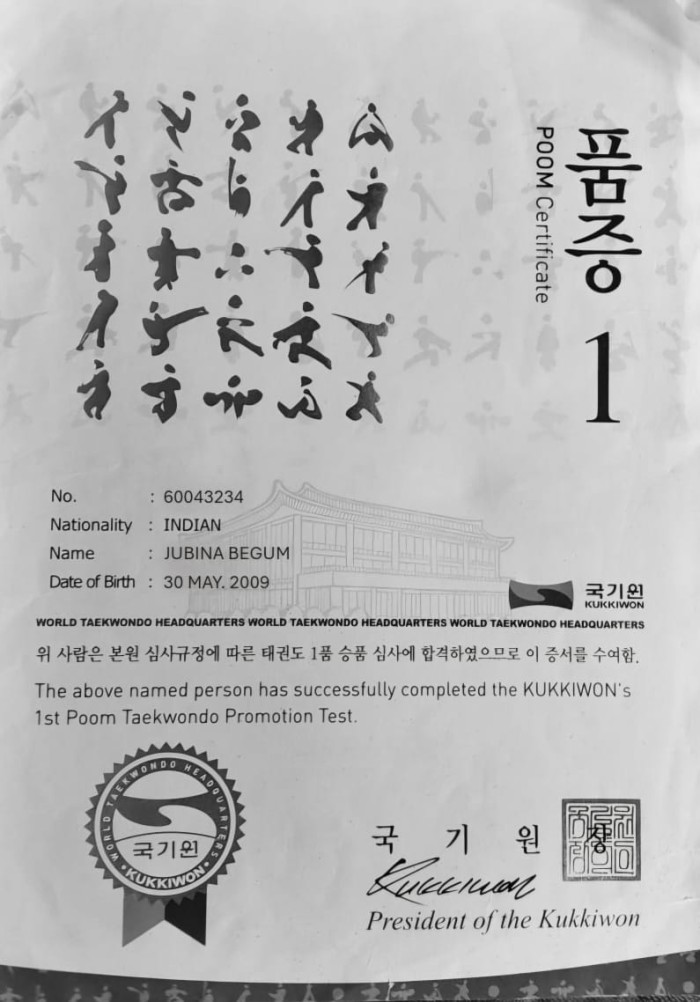 품증
POOM Certificate
1
No. : 60043234
Nationality : INDIAN
Name : JUBINA BEGUM
Date of Birth : 30 MAY. 2009
국기원
KUKKIWON
WORLD TAEKWONDO HEADQUARTERS WORLD TAEKWONDO HEADQUARTERS WORLD TAEKWONDO HEADQUARTERS
위 사람은 본원 심사규정에 따른 태권도 1품 승품 심사에 합격하였으므로 이 증서를 수여함.
The above named person has successfully completed the KUKKIWON's
1st Poom Taekwondo Promotion Test.
WORLD TAEKWONDO HEADQUARTERS
국기원
KUKKIWON
국 기 원 장
Kukkiwon
President of the Kukkiwon